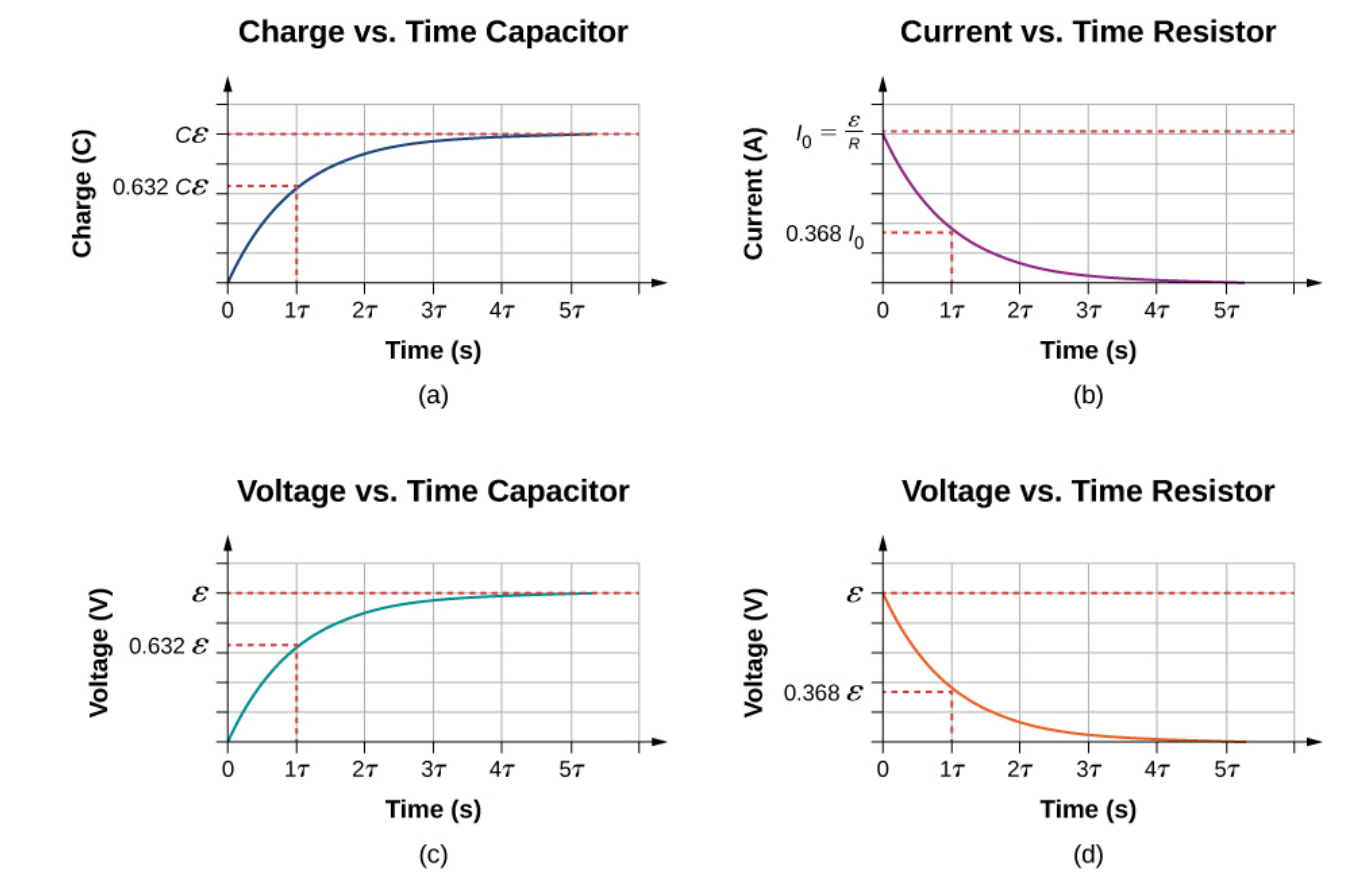 Charge vs. Time Capacitor
Charge (C)
Cℰ
0.632 Cℰ
0 1τ 2τ 3τ 4τ 5τ
Time (s)
(a)
Current vs. Time Resistor
Current (A)
I₀ = ℰ/R
0.368 I₀
0 1τ 2τ 3τ 4τ 5τ
Time (s)
(b)
Voltage vs. Time Capacitor
Voltage (V)
ℰ
0.632 ℰ
0 1τ 2τ 3τ 4τ 5τ
Time (s)
(c)
Voltage vs. Time Resistor
Voltage (V)
ℰ
0.368 ℰ
0 1τ 2τ 3τ 4τ 5τ
Time (s)
(d)